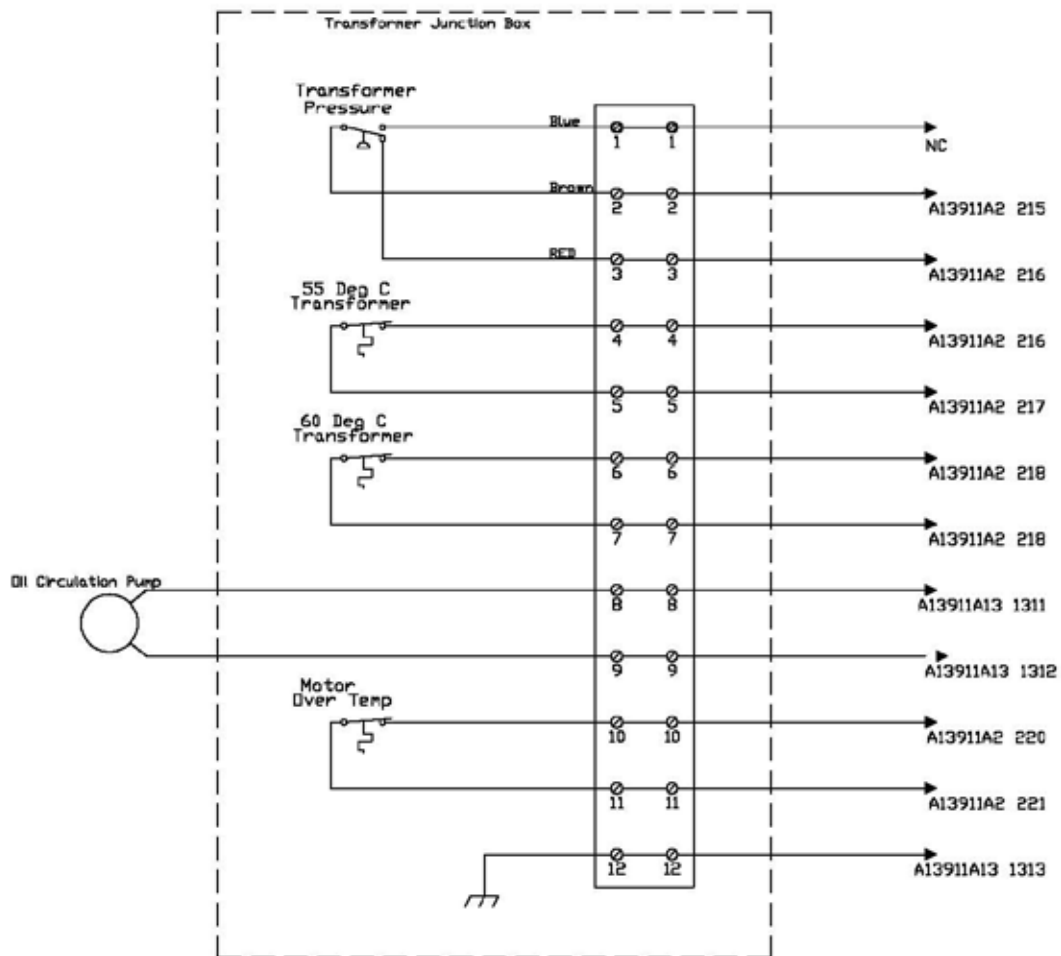 Transformer Junction Box
Transformer
Pressure
Blue
1 1
NC
Brown
2 2
A13911A2 215
RED
3 3
A13911A2 216
55 Deg C
Transformer
4 4
A13911A2 216
5 5
A13911A2 217
60 Deg C
Transformer
6 6
A13911A2 218
7 7
A13911A2 218
Oil Circulation Pump
8 8
A13911A13 1311
9 9
A13911A13 1312
Motor
Over Temp
10 10
A13911A2 220
11 11
A13911A2 221
12 12
A13911A13 1313